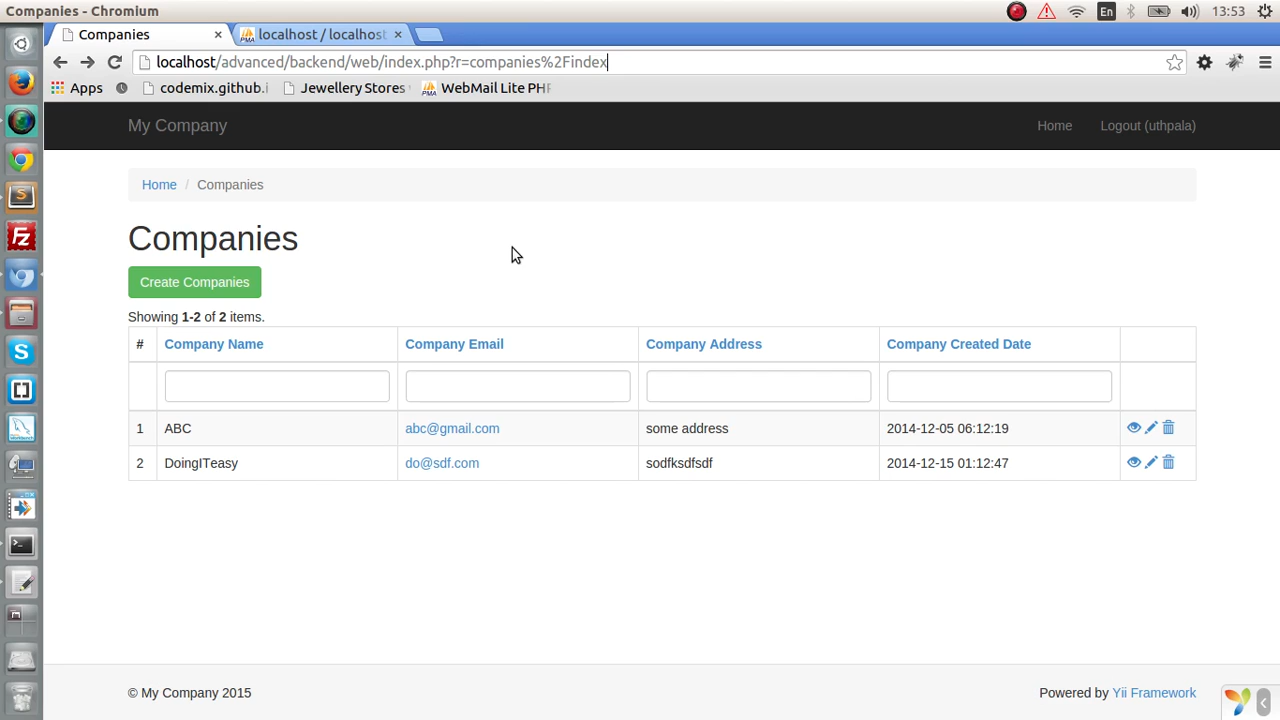 Companies - Chromium
En
13:53
Companies
localhost / localhost
localhost/advanced/backend/web/index.php?r=companies%2Findex
Apps
codemix.github.i
Jewellery Stores
WebMail Lite PHP
My Company
Home
Logout (uthpala)
Home / Companies
Companies
Create Companies
Showing 1-2 of 2 items.
# Company Name Company Email Company Address Company Created Date
1 ABC abc@gmail.com some address 2014-12-05 06:12:19
2 DoingITeasy do@sdf.com sodfksdfsdf 2014-12-15 01:12:47
© My Company 2015
Powered by Yii Framework